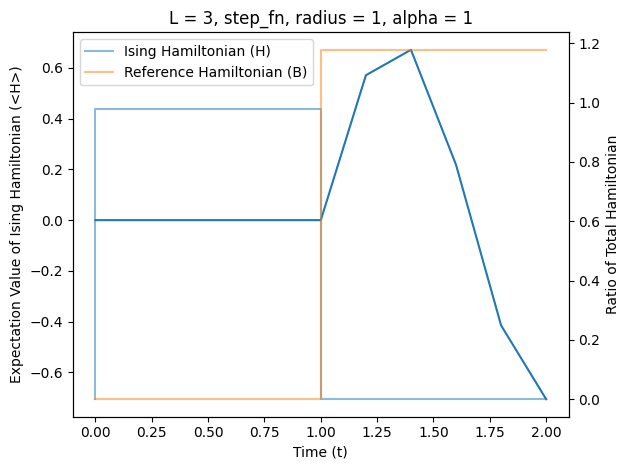 L = 3, step_fn, radius = 1, alpha = 1
Ising Hamiltonian (H)
Reference Hamiltonian (B)
Expectation Value of Ising Hamiltonian (<H>)
0.6
0.4
0.2
0.0
−0.2
−0.4
−0.6
1.2
1.0
0.8
0.6
0.4
0.2
0.0
Ratio of Total Hamiltonian
0.00 0.25 0.50 0.75 1.00 1.25 1.50 1.75 2.00
Time (t)